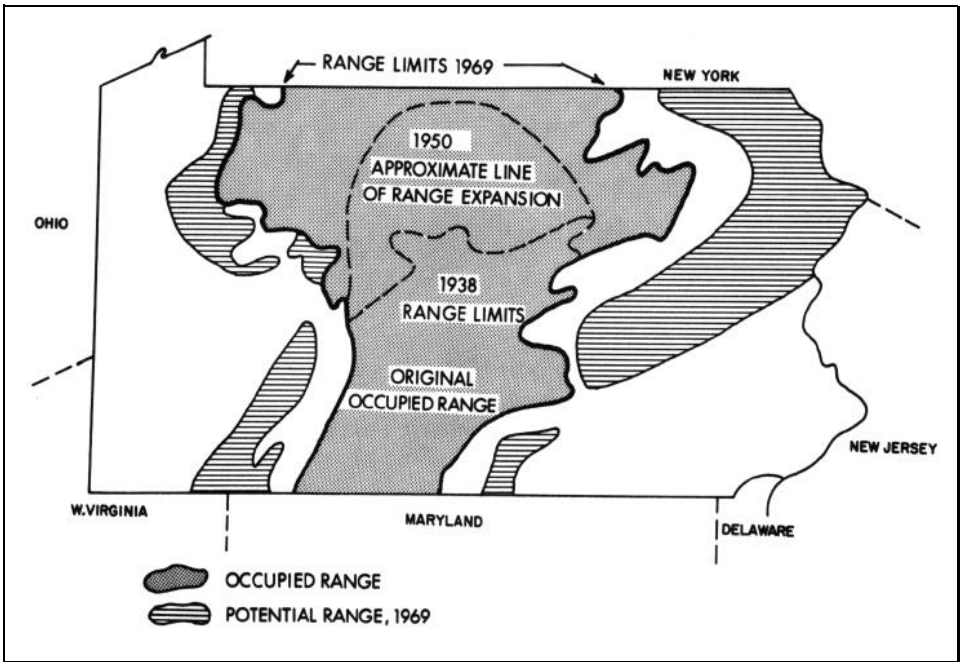 RANGE LIMITS 1969
NEW YORK
1950
APPROXIMATE LINE
OF RANGE EXPANSION
OHIO
1938
RANGE LIMITS
ORIGINAL
OCCUPIED RANGE
NEW JERSEY
W.VIRGINIA
MARYLAND
DELAWARE
OCCUPIED RANGE
POTENTIAL RANGE, 1969